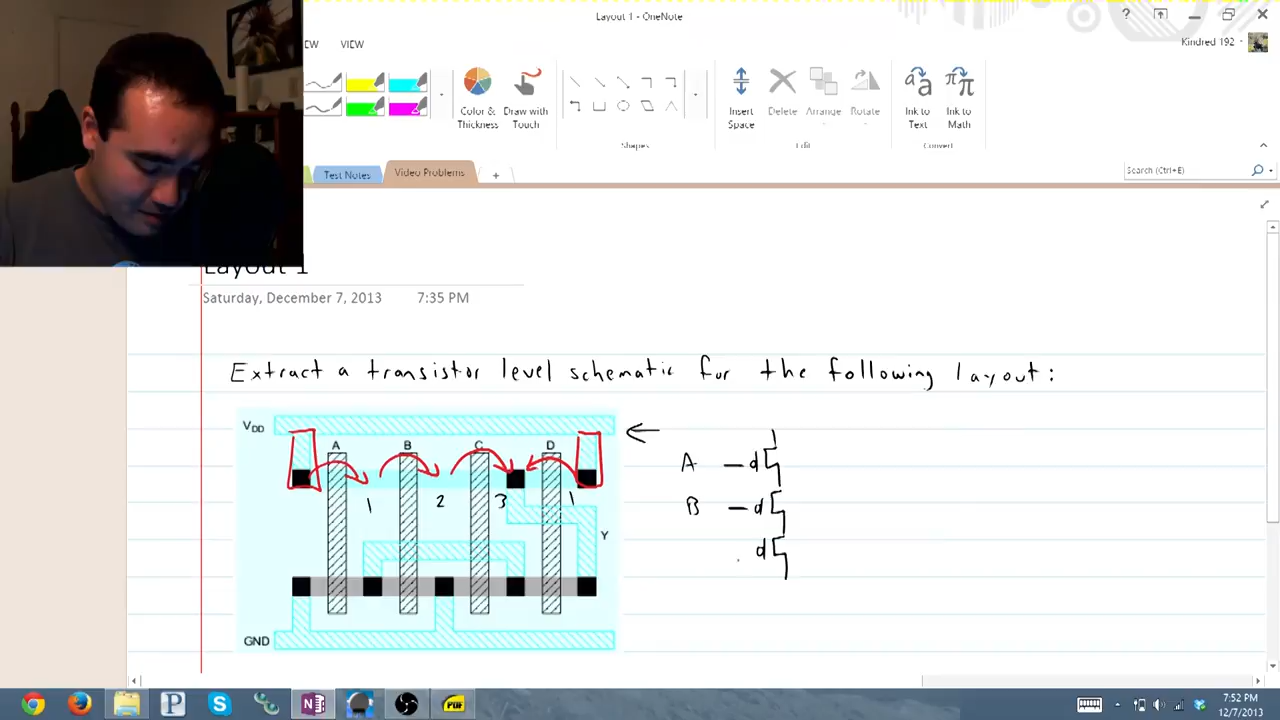 Layout 1 - OneNote
Kindred 192
EW VIEW
Color & Thickness
Draw with Touch
Insert Space
Delete
Arrange
Rotate
Ink to Text
Ink to Math
Shapes
Edit
Convert
Test Notes
Video Problems
Search (Ctrl+E)
Layout 1
Saturday, December 7, 2013 7:35 PM
Extract a transistor level schematic for the following layout:
VDD
A B C D
1 2 3 1
Y
GND
A
B
7:52 PM
12/7/2013